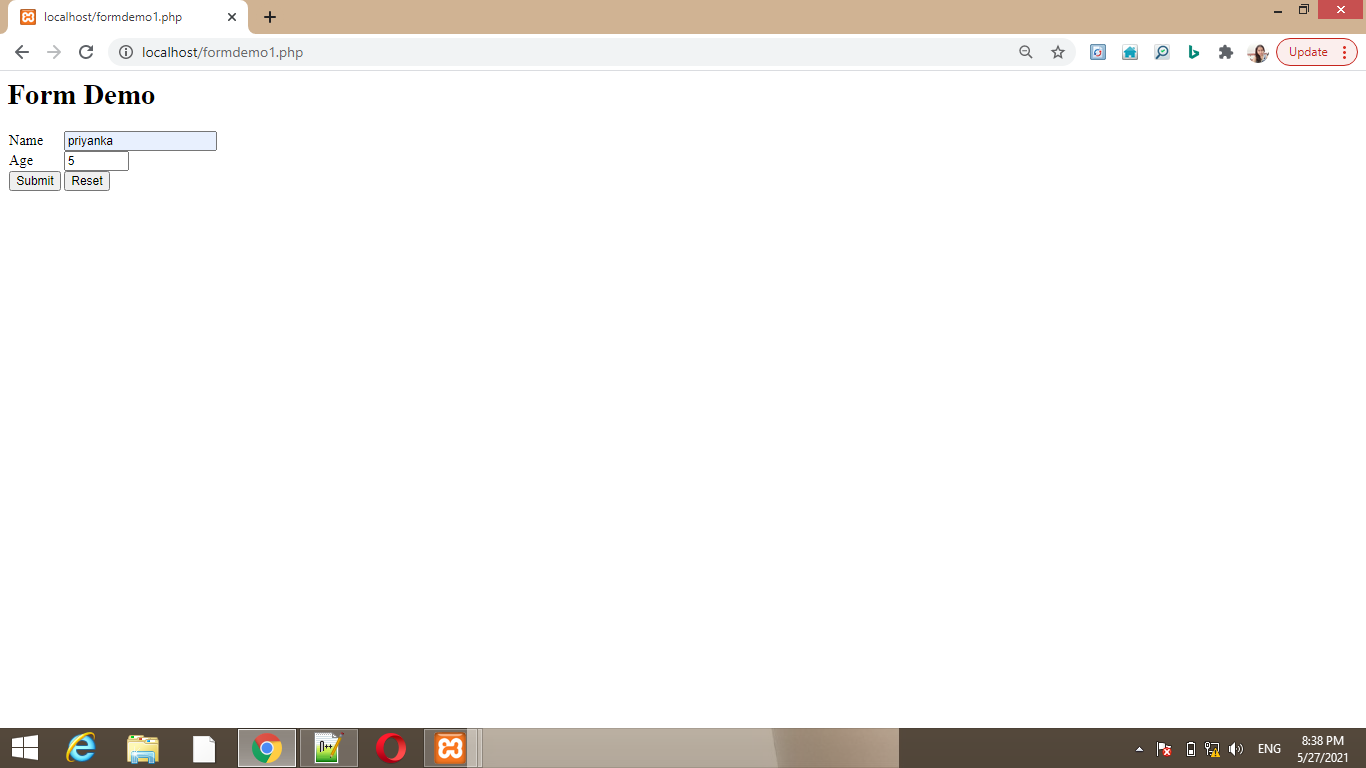 localhost/formdemo1.php
localhost/formdemo1.php
Update
Form Demo
Name priyanka
Age 5
Submit Reset
ENG
8:38 PM
5/27/2021